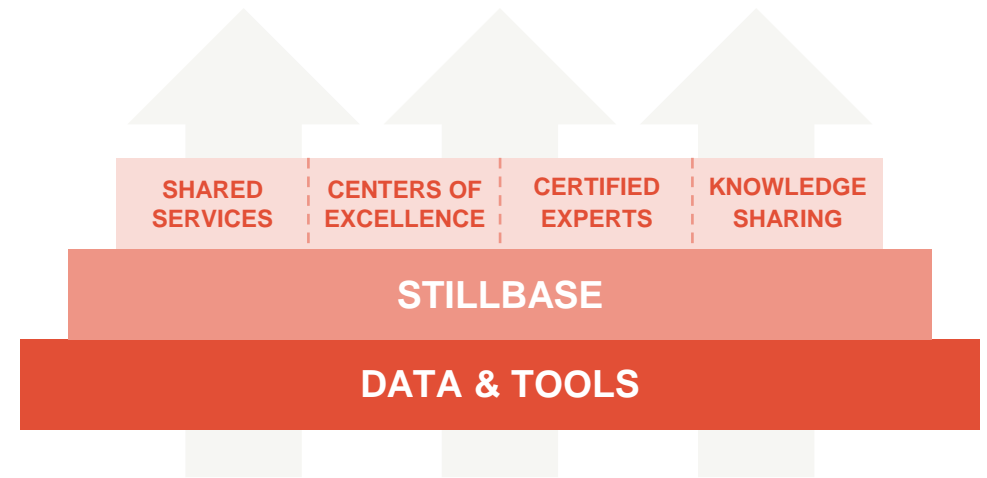 SHARED
SERVICES
CENTERS OF
EXCELLENCE
CERTIFIED
EXPERTS
KNOWLEDGE
SHARING
STILLBASE
DATA & TOOLS